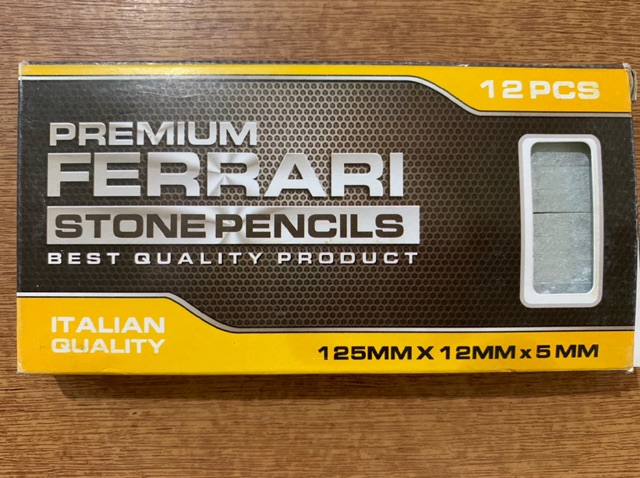 12 PCS
PREMIUM
FERRARI
STONE PENCILS
BEST QUALITY PRODUCT
ITALIAN
QUALITY
125MM X 12MM x 5 MM